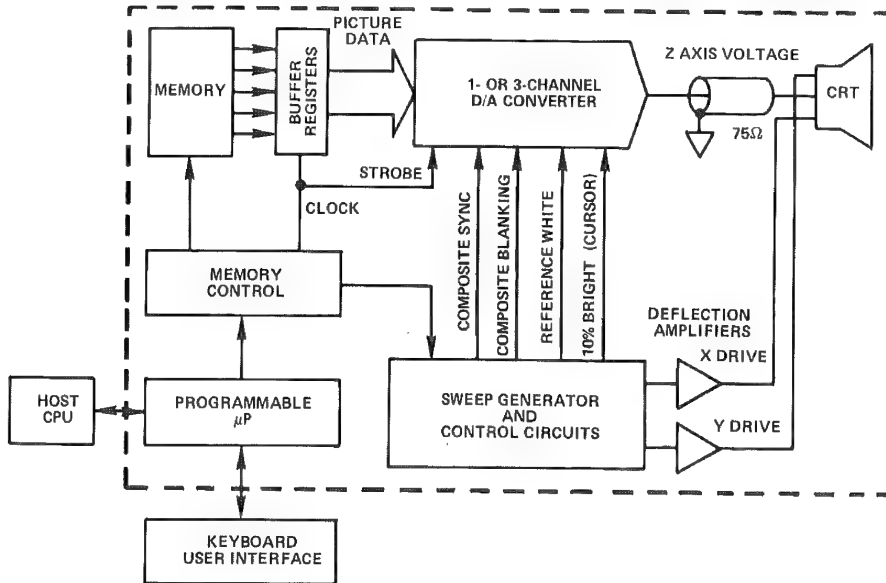 PICTURE
DATA
MEMORY
BUFFER
REGISTERS
1- OR 3-CHANNEL
D/A CONVERTER
Z AXIS VOLTAGE
CRT
75Ω
STROBE
CLOCK
MEMORY
CONTROL
COMPOSITE SYNC
COMPOSITE BLANKING
REFERENCE WHITE
10% BRIGHT (CURSOR)
DEFLECTION
AMPLIFIERS
X DRIVE
HOST
CPU
PROGRAMMABLE
μP
SWEEP GENERATOR
AND
CONTROL CIRCUITS
Y DRIVE
KEYBOARD
USER INTERFACE